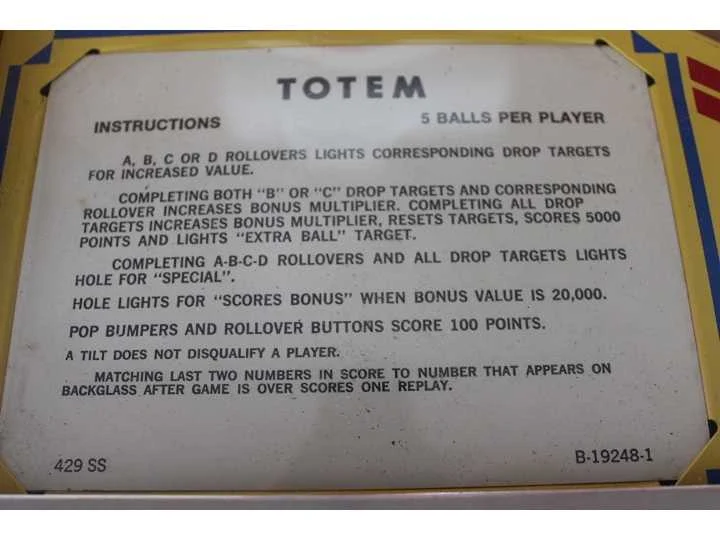 TOTEM
INSTRUCTIONS 5 BALLS PER PLAYER
A, B, C OR D ROLLOVERS LIGHTS CORRESPONDING DROP TARGETS
FOR INCREASED VALUE.
COMPLETING BOTH "B" OR "C" DROP TARGETS AND CORRESPONDING
ROLLOVER INCREASES BONUS MULTIPLIER. COMPLETING ALL DROP
TARGETS INCREASES BONUS MULTIPLIER, RESETS TARGETS, SCORES 5000
POINTS AND LIGHTS "EXTRA BALL" TARGET.
COMPLETING A-B-C-D ROLLOVERS AND ALL DROP TARGETS LIGHTS
HOLE FOR "SPECIAL".
HOLE LIGHTS FOR "SCORES BONUS" WHEN BONUS VALUE IS 20,000.
POP BUMPERS AND ROLLOVER BUTTONS SCORE 100 POINTS.
A TILT DOES NOT DISQUALIFY A PLAYER.
MATCHING LAST TWO NUMBERS IN SCORE TO NUMBER THAT APPEARS ON
BACKGLASS AFTER GAME IS OVER SCORES ONE REPLAY.
429 SS B-19248-1